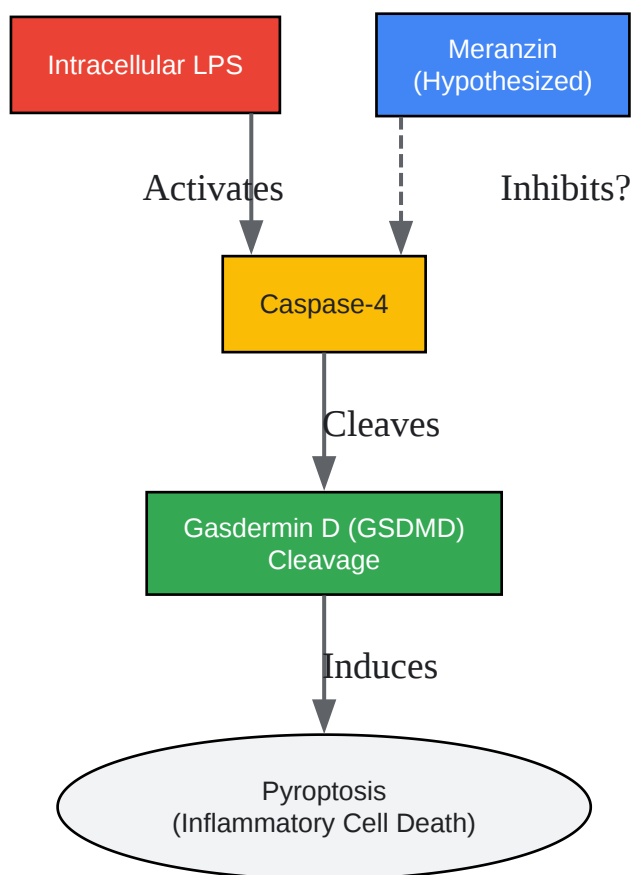 Intracellular LPS
Meranzin
(Hypothesized)
Activates
Inhibits?
Caspase-4
Cleaves
Gasdermin D (GSDMD)
Cleavage
Induces
Pyroptosis
(Inflammatory Cell Death)